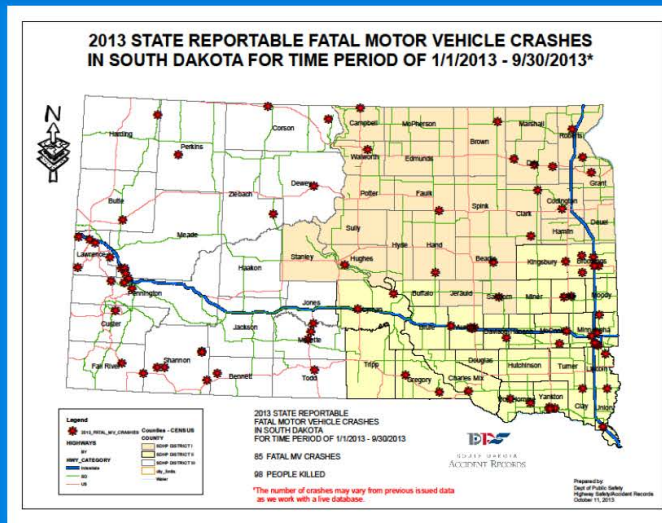 2013 STATE REPORTABLE FATAL MOTOR VEHICLE CRASHES
IN SOUTH DAKOTA FOR TIME PERIOD OF 1/1/2013 - 9/30/2013*
N
Harding
Perkins
Corson
Campbell
McPherson
Brown
Marshall
Roberts
Walworth
Edmunds
Day
Grant
Dewey
Ziebach
Butte
Potter
Faulk
Spink
Clark
Codington
Hamlin
Deuel
Meade
Sully
Hyde
Hand
Lawrence
Haakon
Stanley
Hughes
Beadle
Kingsbury
Brookings
Pennington
Jones
Buffalo
Jerauld
Miner
Moody
Custer
Jackson
Fall River
Shannon
Bennett
Todd
Tripp
Gregory
Charles Mix
Douglas
Hutchinson
Turner
Lincoln
Yankton
Clay
Union
Legend
2013_FATAL_MV_CRASHES
HIGHWAYS
BY
HWY_CATEGORY
Interstate
SD
US
Counties - CENSUS
COUNTY
SDHP DISTRICT I
SDHP DISTRICT II
SDHP DISTRICT III
city_limits
Water
2013 STATE REPORTABLE
FATAL MOTOR VEHICLE CRASHES
IN SOUTH DAKOTA
FOR TIME PERIOD OF 1/1/2013 - 9/30/2013
85 FATAL MV CRASHES
98 PEOPLE KILLED
*The number of crashes may vary from previous issued data
as we work with a live database.
DPS
SOUTH DAKOTA
ACCIDENT RECORDS
Prepared by:
Dept of Public Safety
Highway Safety/Accident Records
October 11, 2013